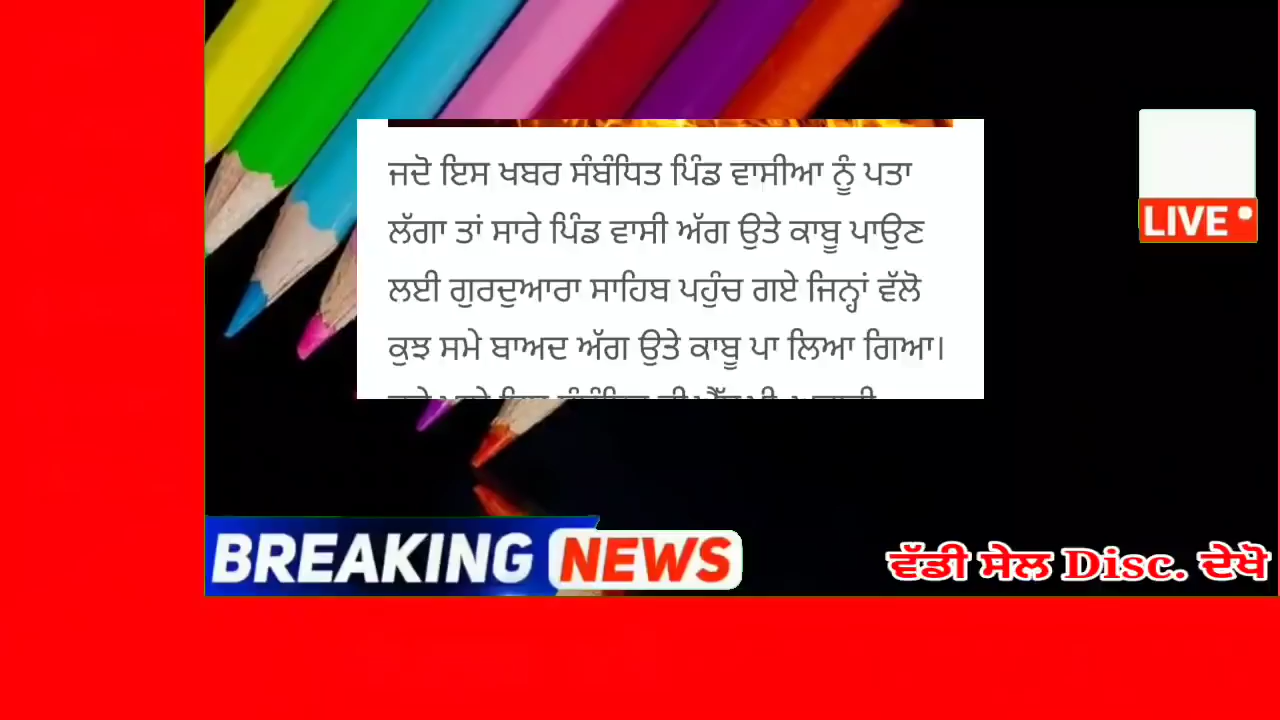 ਜਦੋ ਇਸ ਖਬਰ ਸੰਬੰਧਿਤ ਪਿੰਡ ਵਾਸੀਆ ਨੂੰ ਪਤਾ
ਲੱਗਾ ਤਾਂ ਸਾਰੇ ਪਿੰਡ ਵਾਸੀ ਅੱਗ ਉਤੇ ਕਾਬੂ ਪਾਉਣ
ਲਈ ਗੁਰਦੁਆਰਾ ਸਾਹਿਬ ਪਹੁੰਚ ਗਏ ਜਿਨ੍ਹਾਂ ਵੱਲੋ
ਕੁਝ ਸਮੇ ਬਾਅਦ ਅੱਗ ਉਤੇ ਕਾਬੂ ਪਾ ਲਿਆ ਗਿਆ।
LIVE
BREAKING NEWS
ਵੱਡੀ ਸੇਲ Disc. ਦੇਖੋ